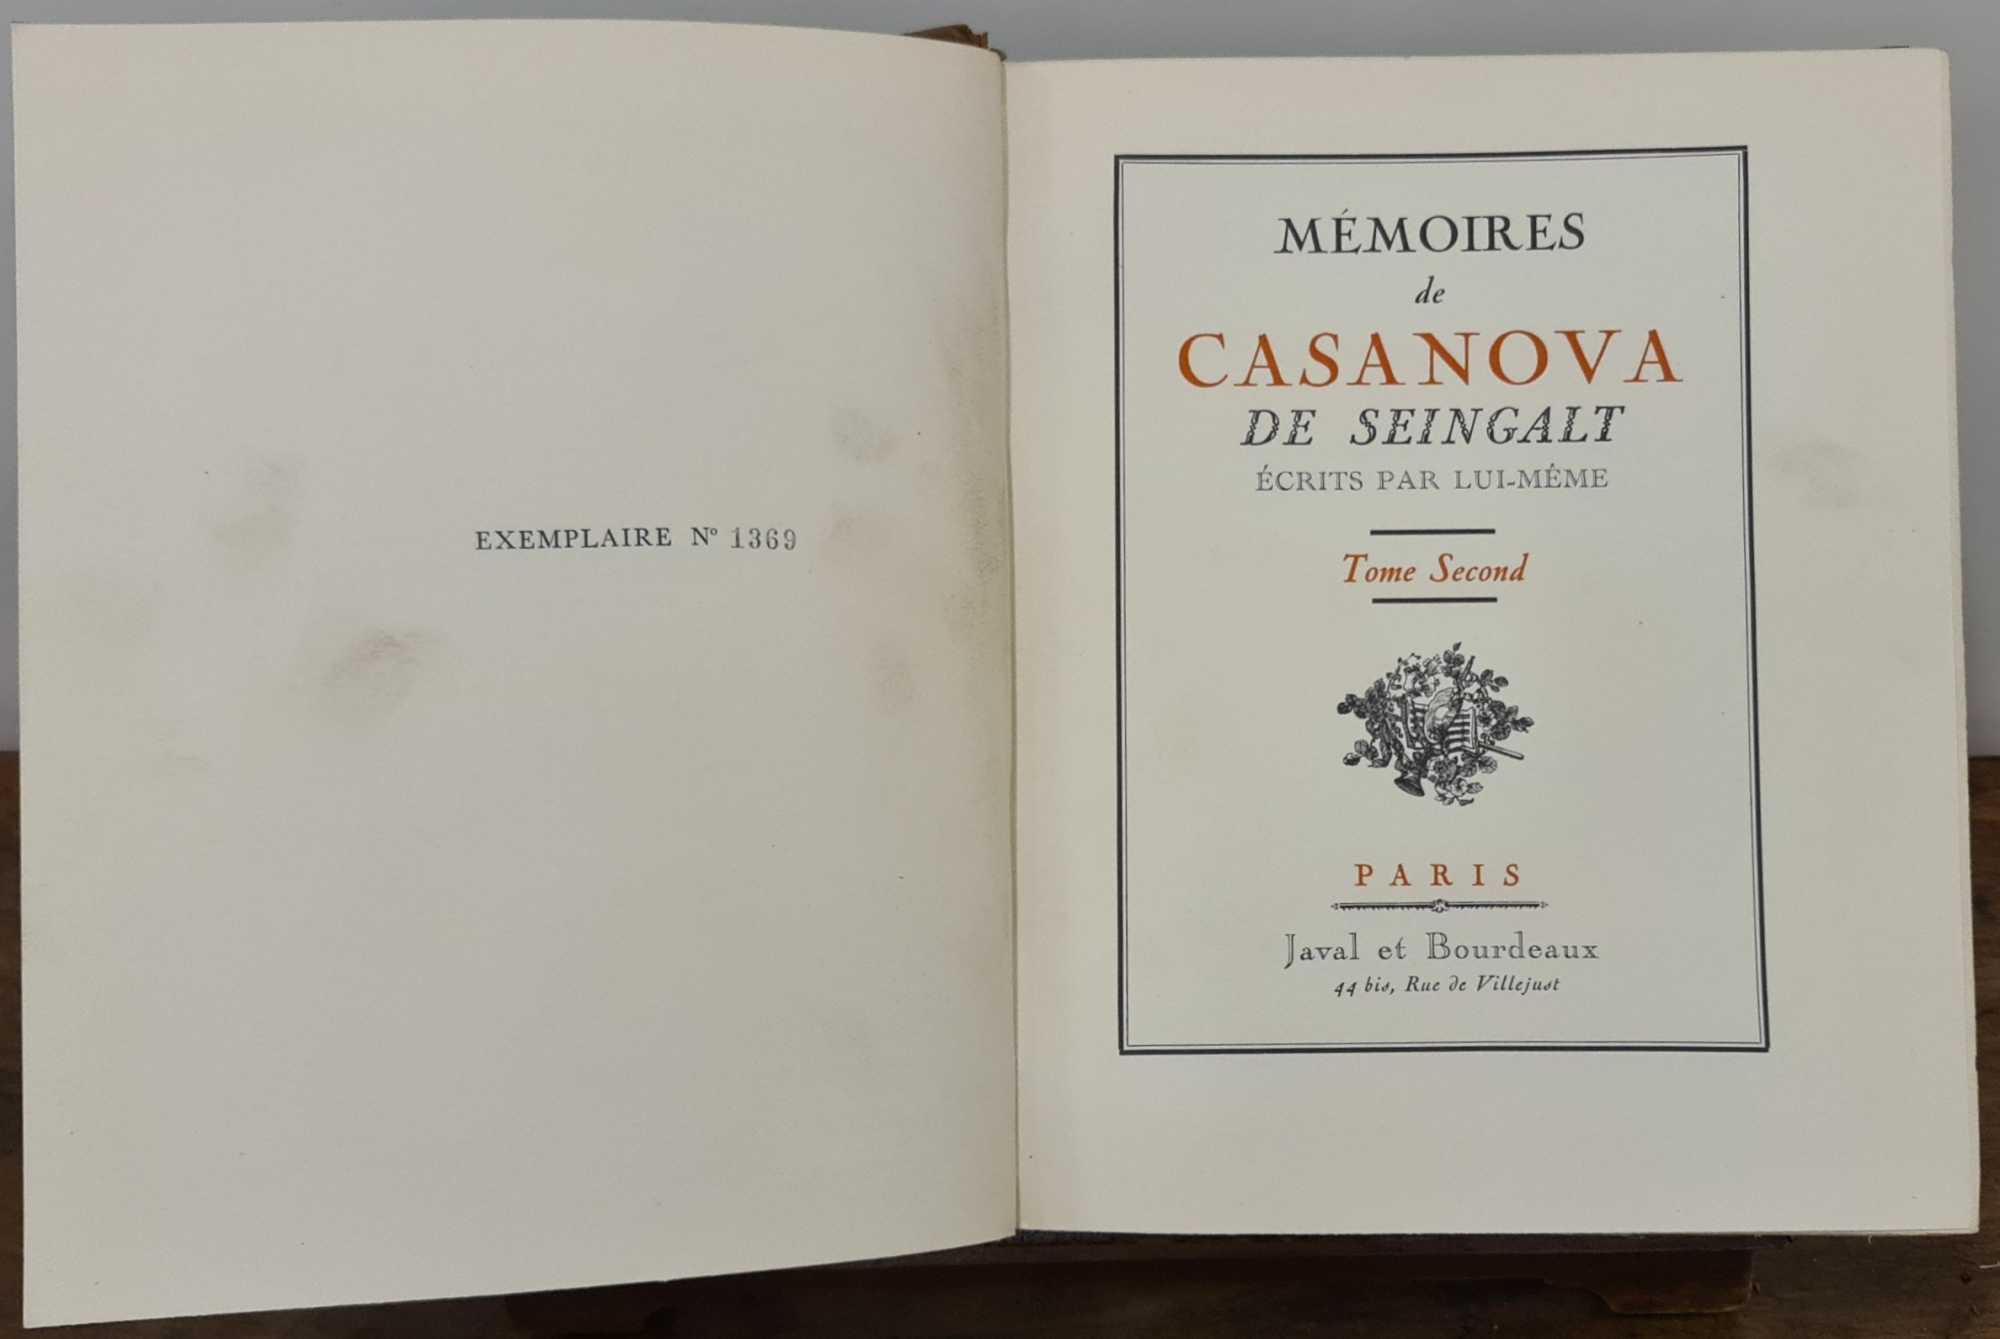 EXEMPLAIRE Nº 1369
MÉMOIRES
de
CASANOVA
DE SEINGALT
ÉCRITS PAR LUI-MÊME
Tome Second
PARIS
Javal et Bourdeaux
44 bis, Rue de Villejust